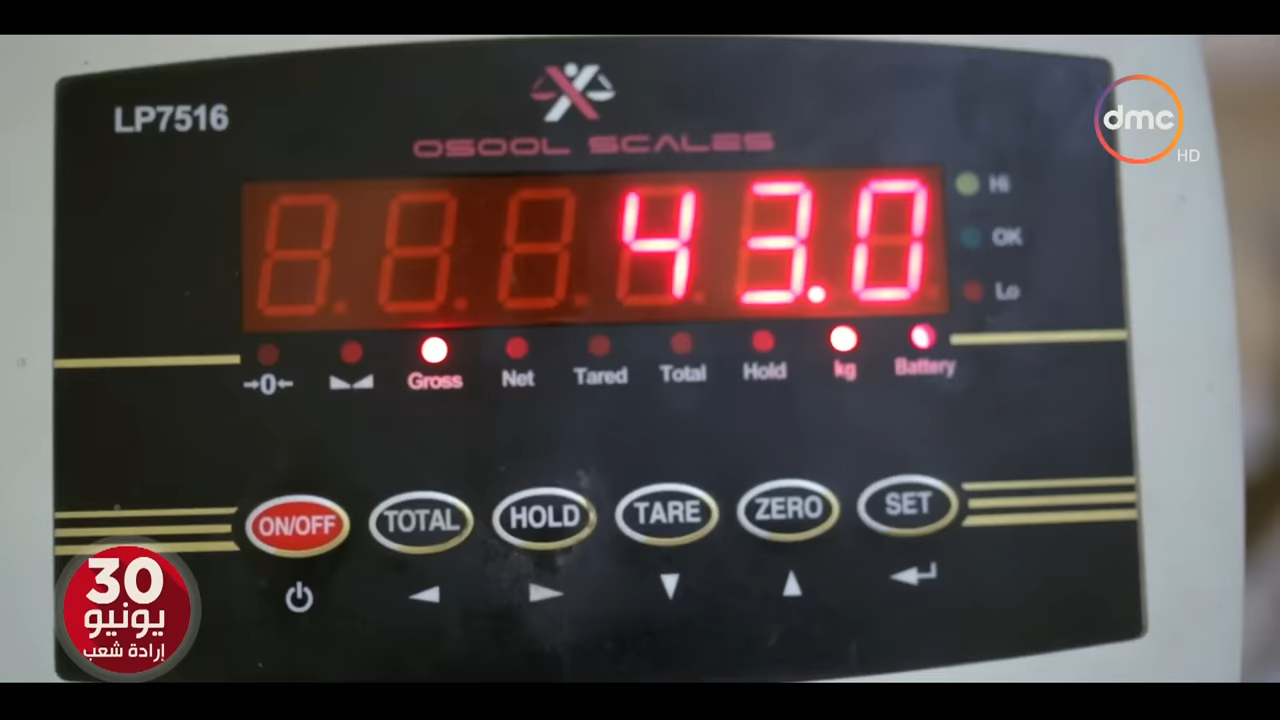 LP7516
OSOOL SCALES
dmc
HD
43.0
Hi
OK
Lo
→0← Gross Net Tared Total Hold kg Battery
ON/OFF TOTAL HOLD TARE ZERO SET
30
يونيو
إرادة شعب